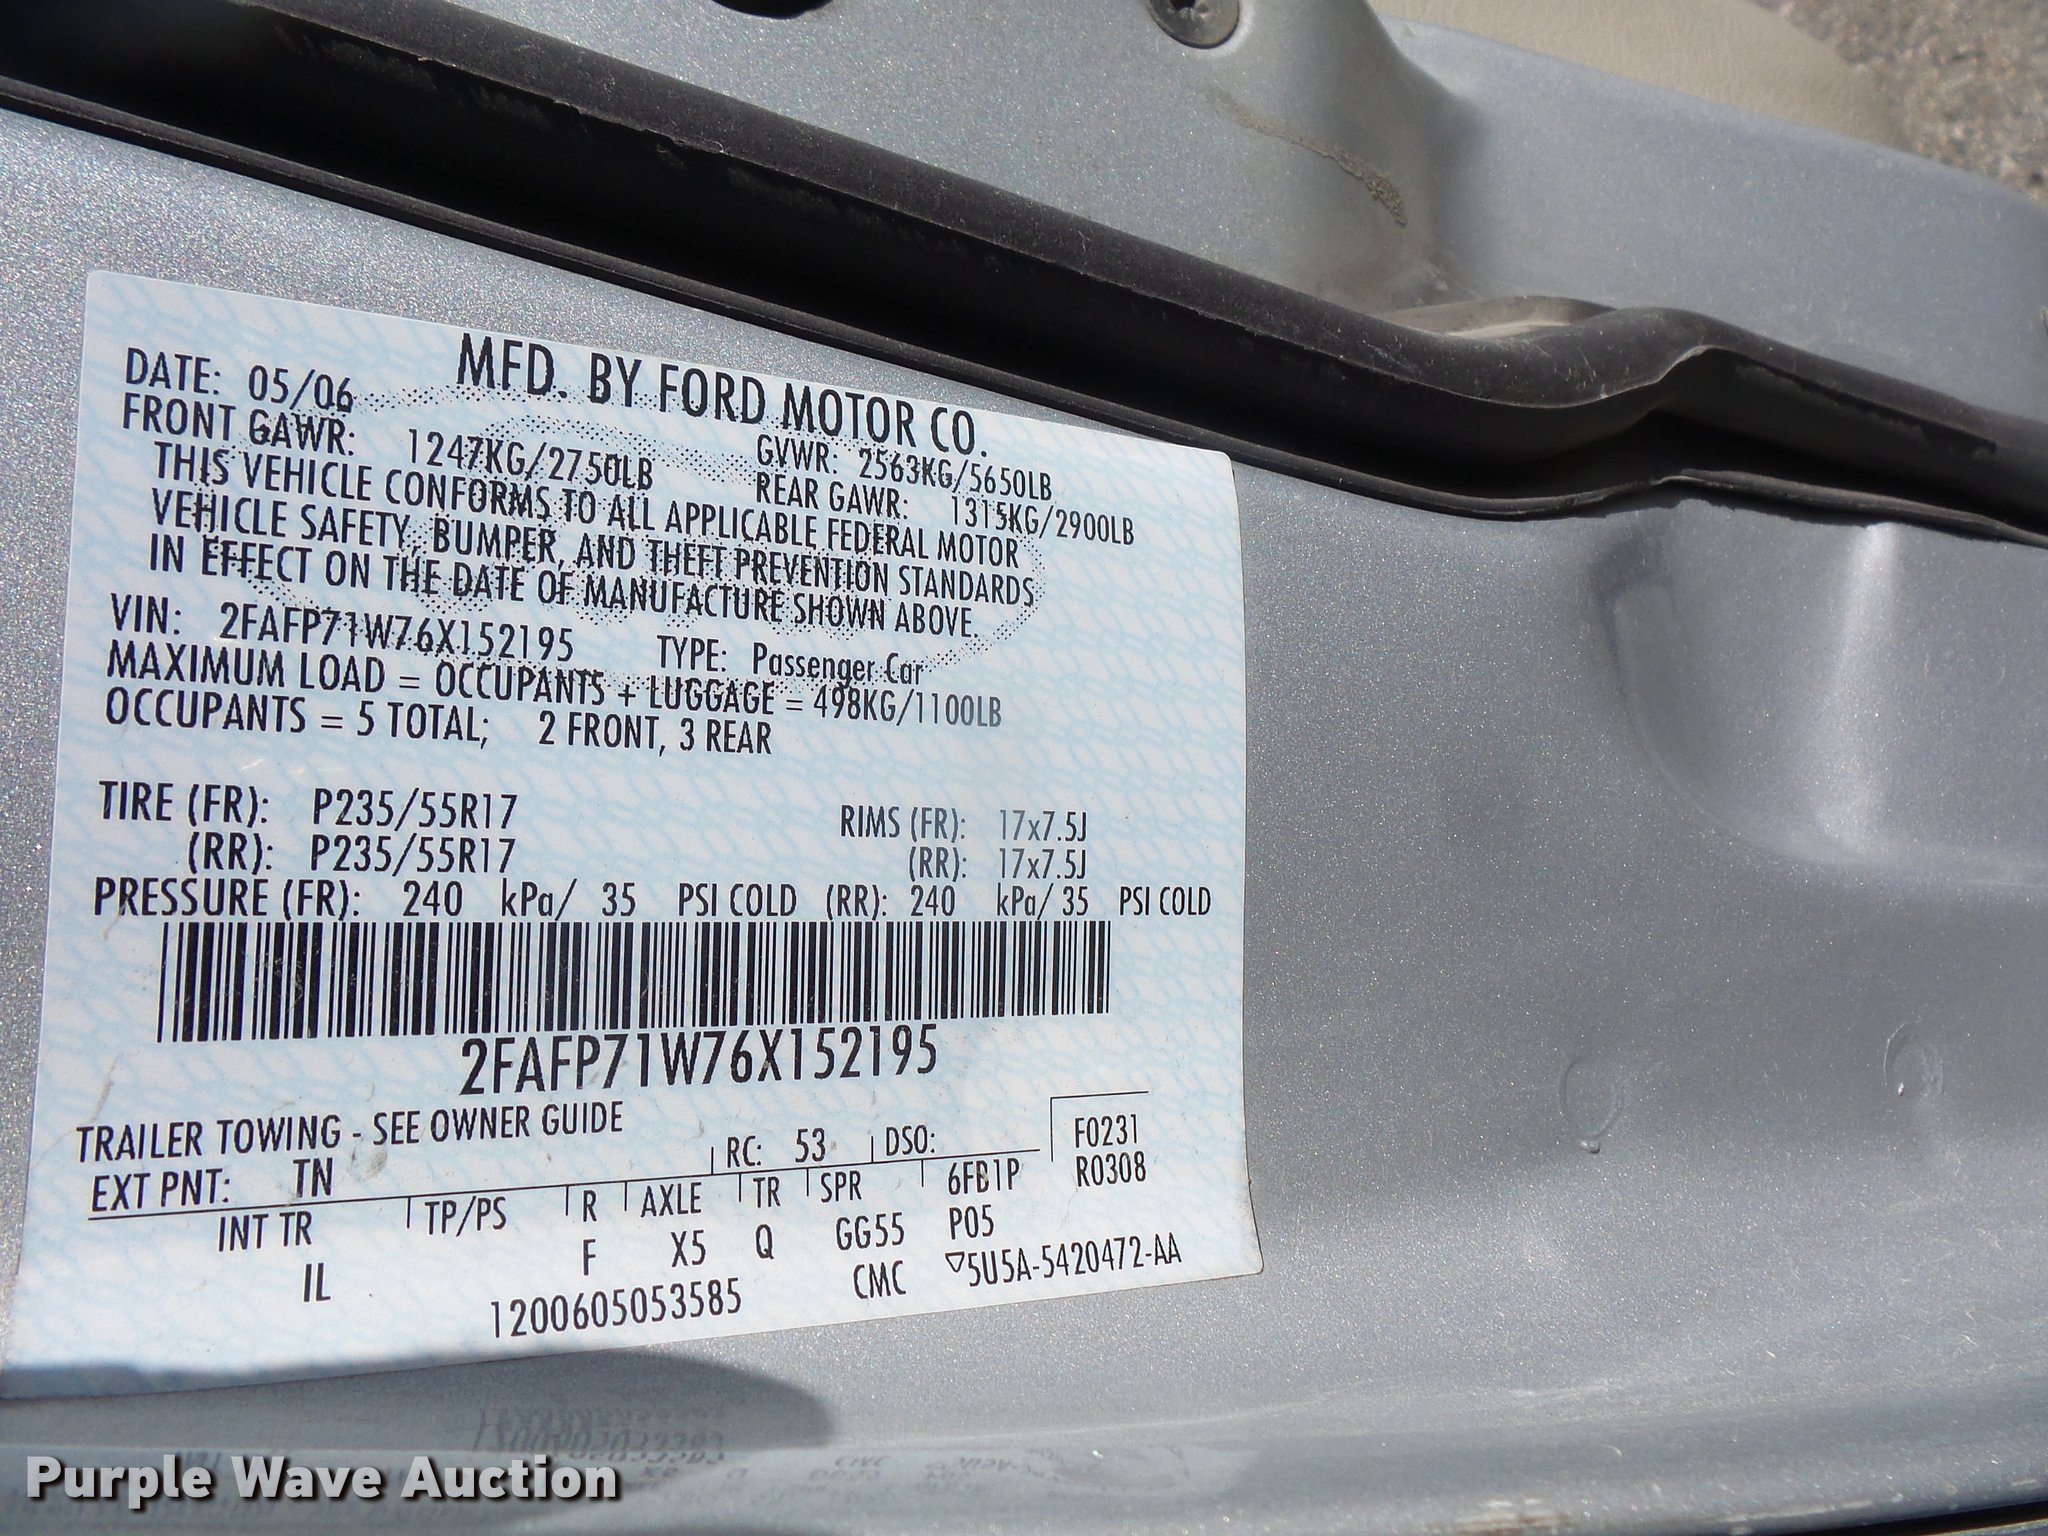 MFD. BY FORD MOTOR CO.
DATE: 05/06 GVWR: 2563KG/5650LB
FRONT GAWR: 1247KG/2750LB REAR GAWR: 1315KG/2900LB
THIS VEHICLE CONFORMS TO ALL APPLICABLE FEDERAL MOTOR
VEHICLE SAFETY, BUMPER, AND THEFT PREVENTION STANDARDS
IN EFFECT ON THE DATE OF MANUFACTURE SHOWN ABOVE.
VIN: 2FAFP71W76X152195 TYPE: Passenger Car
MAXIMUM LOAD = OCCUPANTS + LUGGAGE = 498KG/1100LB
OCCUPANTS = 5 TOTAL; 2 FRONT, 3 REAR
TIRE (FR): P235/55R17 RIMS (FR): 17x7.5J
(RR): P235/55R17 (RR): 17x7.5J
PRESSURE (FR): 240 kPa/ 35 PSI COLD (RR): 240 kPa/ 35 PSI COLD
2FAFP71W76X152195
TRAILER TOWING - SEE OWNER GUIDE
F0231
EXT PNT: TN RC: 53 DSO: R0308
INT TR TP/PS R AXLE TR SPR 6FB1P
IL F X5 Q GG55 P05
1200605053585 CMC ▽5U5A-5420472-AA
Purple Wave Auction